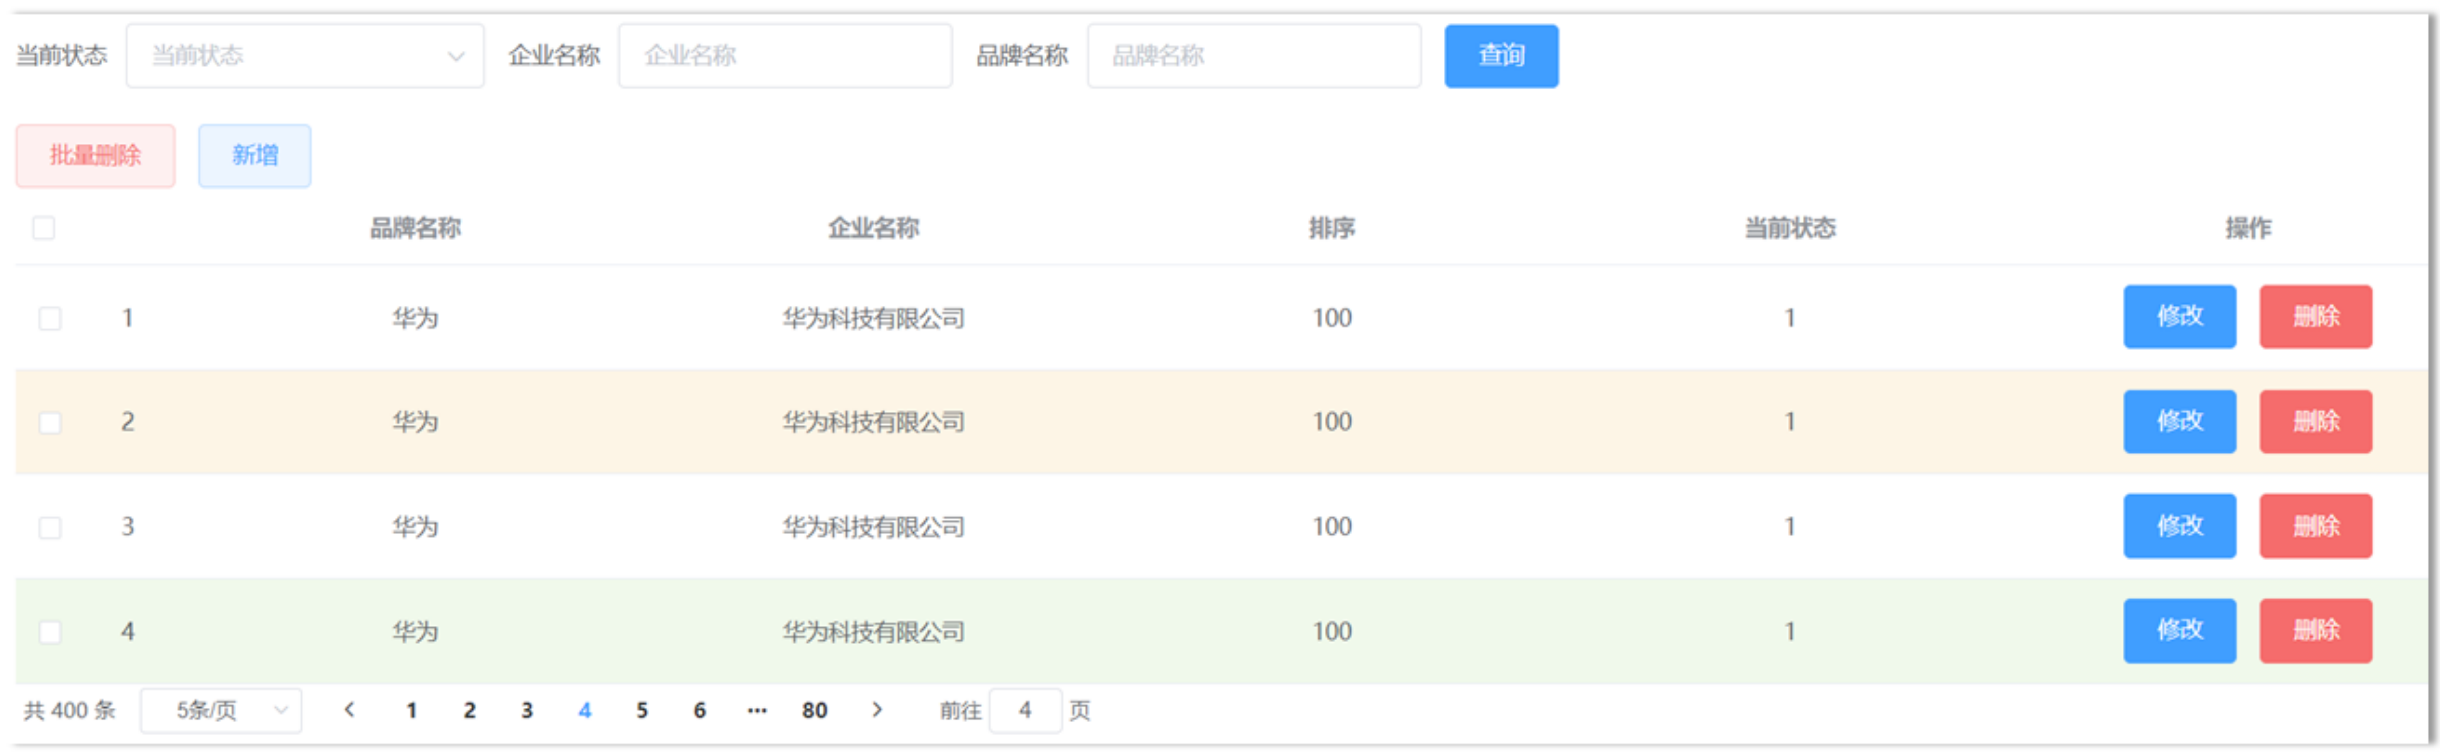 当前状态 当前状态 企业名称 企业名称 品牌名称 品牌名称 查询
批量删除 新增
品牌名称 企业名称 排序 当前状态 操作
1 华为 华为科技有限公司 100 1 修改 删除
2 华为 华为科技有限公司 100 1 修改 删除
3 华为 华为科技有限公司 100 1 修改 删除
4 华为 华为科技有限公司 100 1 修改 删除
共 400 条 5条/页 1 2 3 4 5 6 ··· 80 前往 4 页